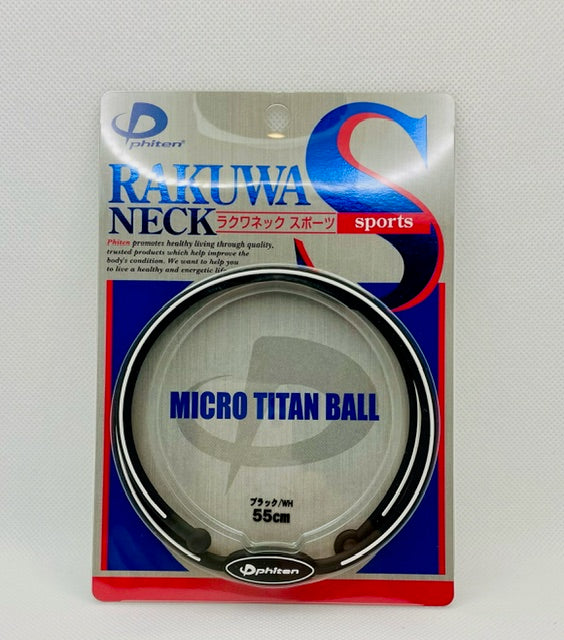 phiten®
RAKUWA
NECK
ラクワネック スポーツ
S
sports
Phiten promotes healthy living through quality,
trusted products which help improve the
body's condition. We want to help you
to live a healthy and energetic
MICRO TITAN BALL
ブラック/WH
55cm
phiten